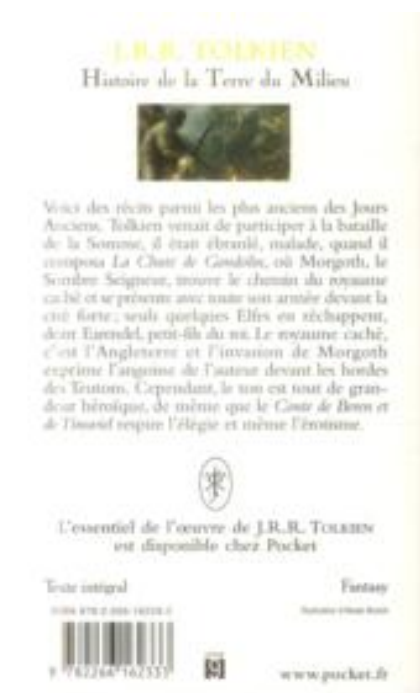 J.R.R. TOLKIEN
Histoire de la Terre du Milieu
Voici des récits parmi les plus anciens des Jours
Anciens. Tolkien venait de participer à la bataille
de la Somme, il était ébranlé, malade, quand il
composa La Chute de Gondolin, où Morgoth, le
Sombre Seigneur, trouve le chemin du royaume
caché et se présente avec toute son armée devant la
cité forte ; seuls quelques Elfes en réchappent,
dont Earendel, petit-fils du roi. Le royaume caché,
c'est l'Angleterre et l'invasion de Morgoth
exprime l'angoisse de l'auteur devant les hordes
des Teutons. Cependant, le ton est tout de gran-
deur héroïque, de même que le Conte de Beren et
de Tinúviel respire l'élégie et même l'érotisme.
L'essentiel de l'œuvre de J.R.R. TOLKIEN
est disponible chez Pocket
Texte intégral
Fantasy
ISBN
www.pocket.fr